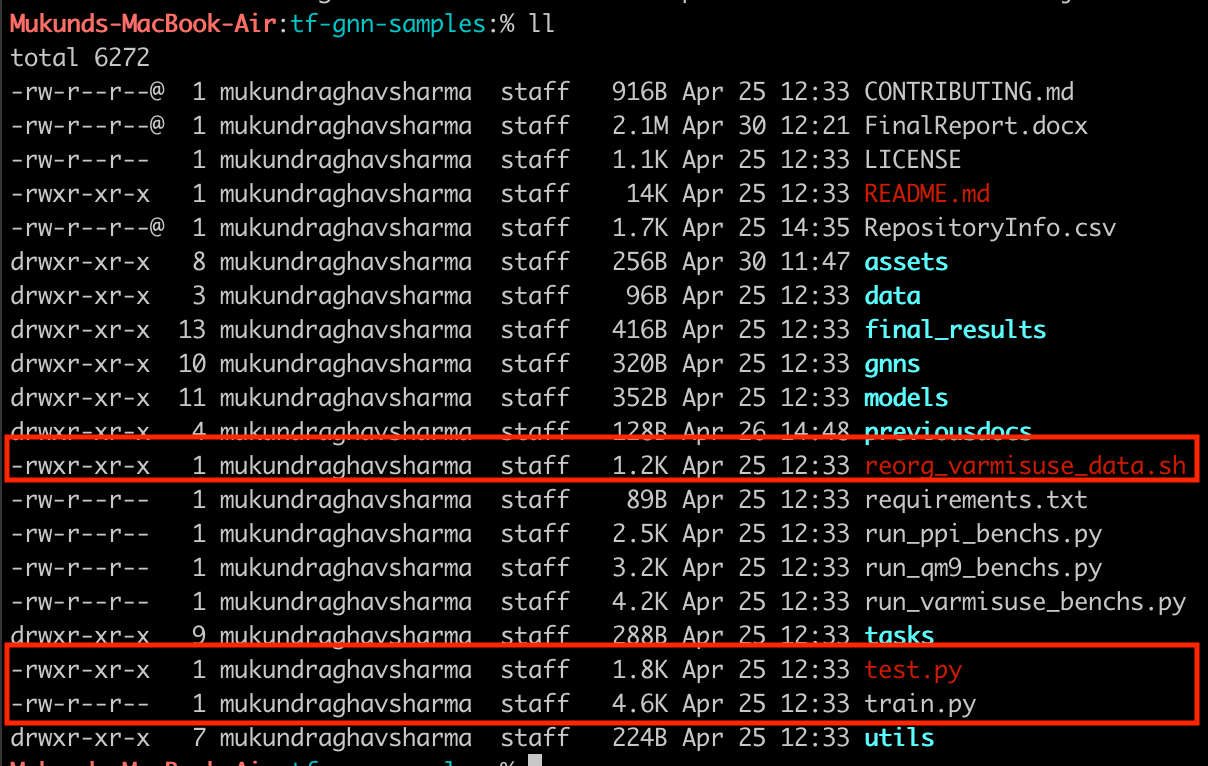 Mukunds-MacBook-Air:tf-gnn-samples:% ll
total 6272
-rw-r--r--@  1 mukundraghavsharma  staff   916B Apr 25 12:33 CONTRIBUTING.md
-rw-r--r--@  1 mukundraghavsharma  staff   2.1M Apr 30 12:21 FinalReport.docx
-rw-r--r--   1 mukundraghavsharma  staff   1.1K Apr 25 12:33 LICENSE
-rwxr-xr-x   1 mukundraghavsharma  staff    14K Apr 25 12:33 README.md
-rw-r--r--@  1 mukundraghavsharma  staff   1.7K Apr 25 14:35 RepositoryInfo.csv
drwxr-xr-x   8 mukundraghavsharma  staff   256B Apr 30 11:47 assets
drwxr-xr-x   3 mukundraghavsharma  staff    96B Apr 25 12:33 data
drwxr-xr-x  13 mukundraghavsharma  staff   416B Apr 25 12:33 final_results
drwxr-xr-x  10 mukundraghavsharma  staff   320B Apr 25 12:33 gnns
drwxr-xr-x  11 mukundraghavsharma  staff   352B Apr 25 12:33 models
drwxr-xr-x   4 mukundraghavsharma  staff   128B Apr 26 14:48 previousdocs
-rwxr-xr-x   1 mukundraghavsharma  staff   1.2K Apr 25 12:33 reorg_varmisuse_data.sh
-rw-r--r--   1 mukundraghavsharma  staff    89B Apr 25 12:33 requirements.txt
-rw-r--r--   1 mukundraghavsharma  staff   2.5K Apr 25 12:33 run_ppi_benchs.py
-rw-r--r--   1 mukundraghavsharma  staff   3.2K Apr 25 12:33 run_qm9_benchs.py
-rw-r--r--   1 mukundraghavsharma  staff   4.2K Apr 25 12:33 run_varmisuse_benchs.py
drwxr-xr-x   9 mukundraghavsharma  staff   288B Apr 25 12:33 tasks
-rwxr-xr-x   1 mukundraghavsharma  staff   1.8K Apr 25 12:33 test.py
-rw-r--r--   1 mukundraghavsharma  staff   4.6K Apr 25 12:33 train.py
drwxr-xr-x   7 mukundraghavsharma  staff   224B Apr 25 12:33 utils
Mukunds-MacBook-Air:tf-gnn-samples:%